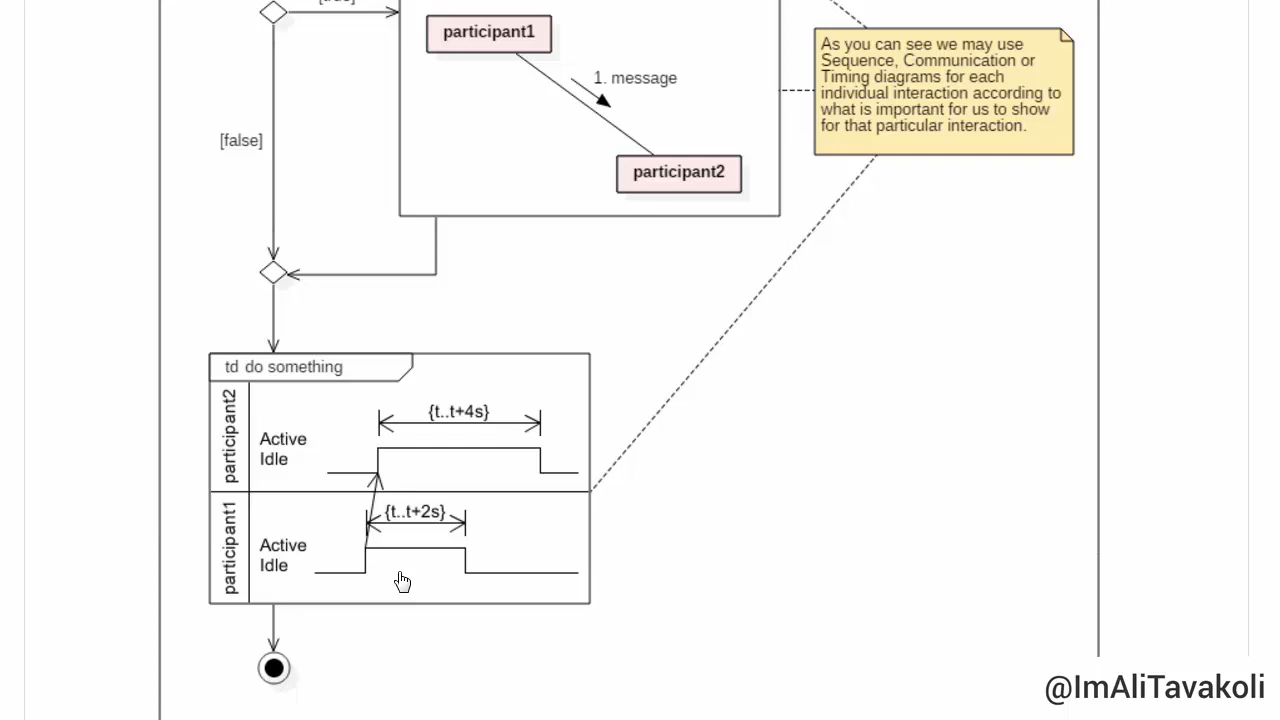 participant1
1. message
participant2
[false]
As you can see we may use
Sequence, Communication or
Timing diagrams for each
individual interaction according to
what is important for us to show
for that particular interaction.
td do something
participant2
Active
Idle
{t..t+4s}
participant1
Active
Idle
{t..t+2s}
@ImAliTavakoli